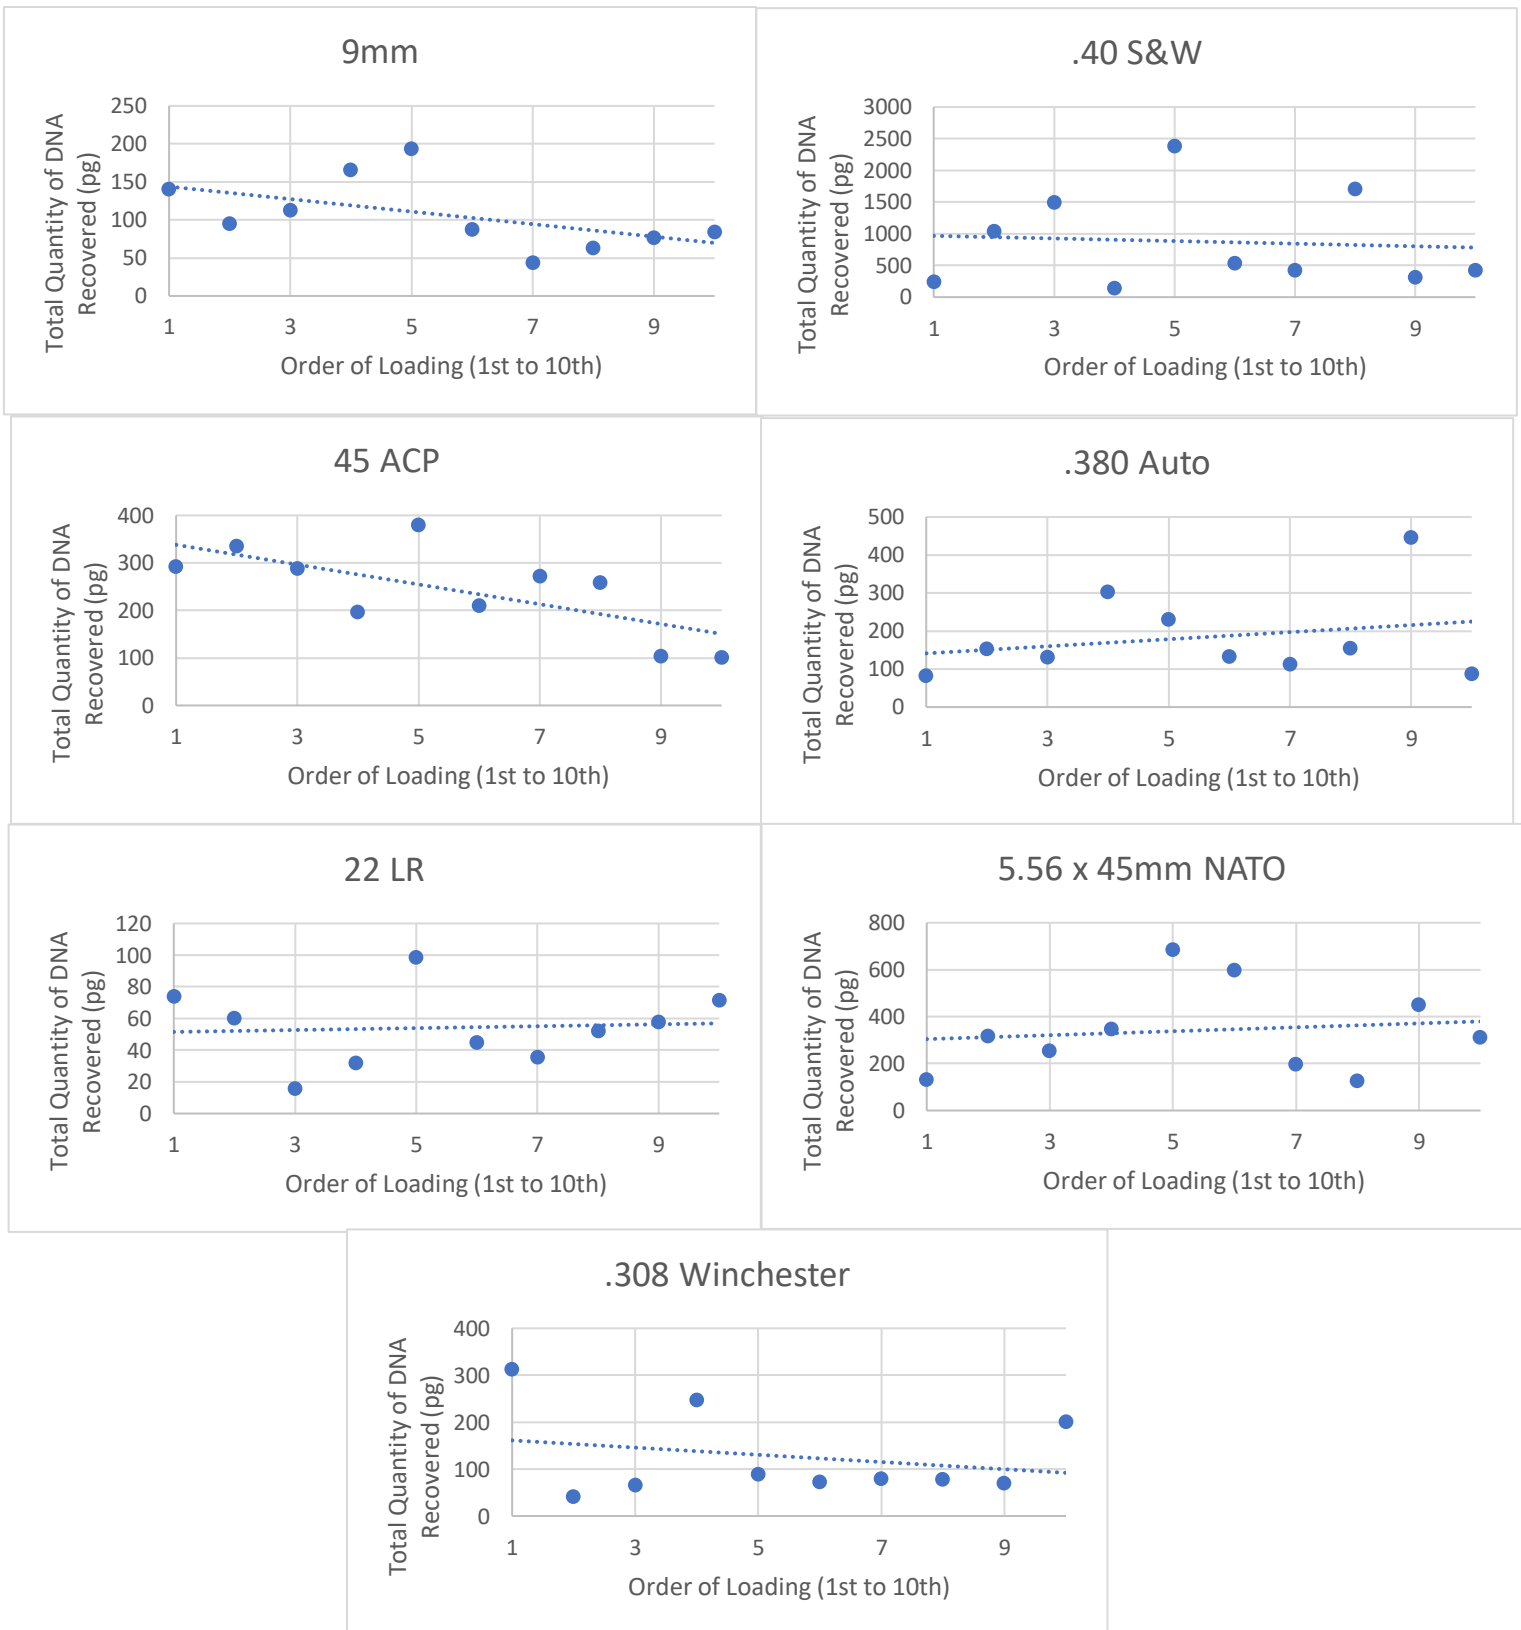 9mm
Total Quantity of DNA
Recovered (pg)
250
200
150
100
50
0
1 3 5 7 9
Order of Loading (1st to 10th)
.40 S&W
Total Quantity of DNA
Recovered (pg)
3000
2500
2000
1500
1000
500
0
1 3 5 7 9
Order of Loading (1st to 10th)
45 ACP
Total Quantity of DNA
Recovered (pg)
400
300
200
100
0
1 3 5 7 9
Order of Loading (1st to 10th)
.380 Auto
Total Quantity of DNA
Recovered (pg)
500
400
300
200
100
0
1 3 5 7 9
Order of Loading (1st to 10th)
22 LR
Total Quantity of DNA
Recovered (pg)
120
100
80
60
40
20
0
1 3 5 7 9
Order of Loading (1st to 10th)
5.56 x 45mm NATO
Total Quantity of DNA
Recovered (pg)
800
600
400
200
0
1 3 5 7 9
Order of Loading (1st to 10th)
.308 Winchester
Total Quantity of DNA
Recovered (pg)
400
300
200
100
0
1 3 5 7 9
Order of Loading (1st to 10th)